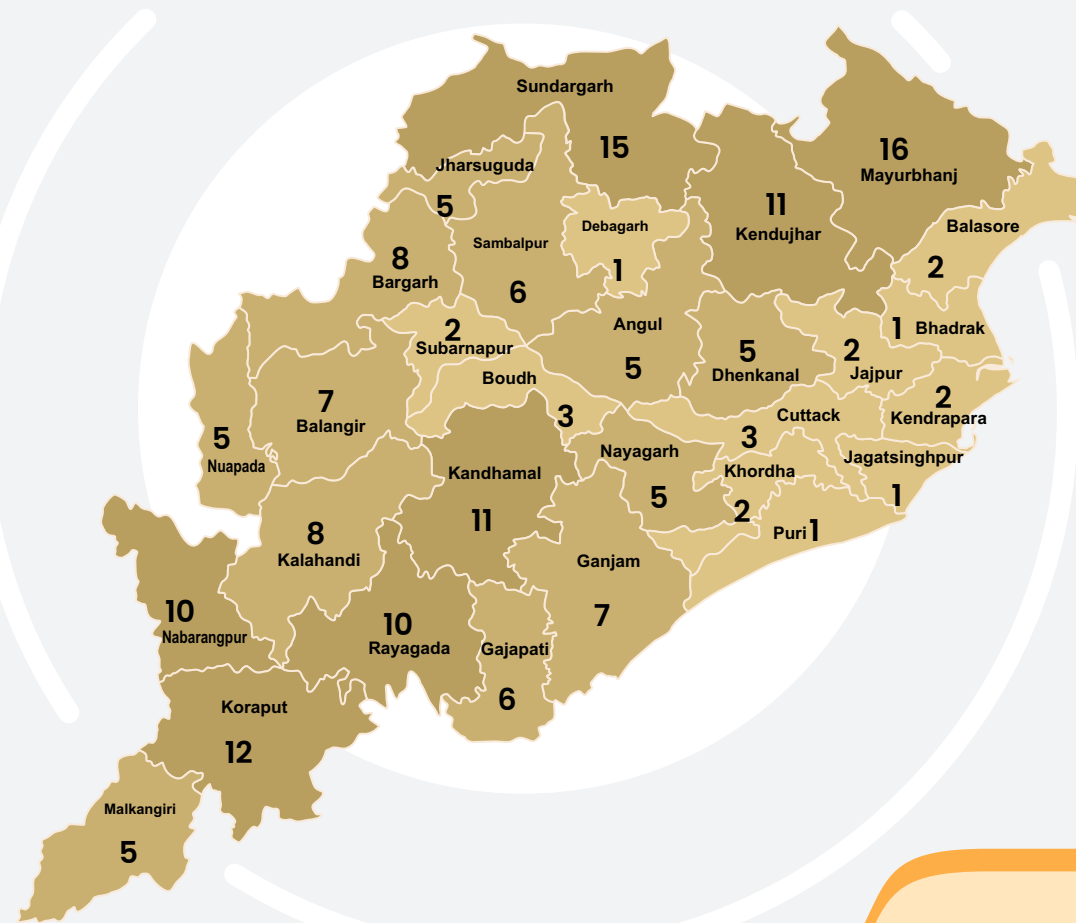 Sundargarh
15
Jharsuguda
5
16
Mayurbhanj
11
Kendujhar
Balasore
2
Debagarh
1
Sambalpur
6
8
Bargarh
2
Subarnapur
Angul
5
5
Dhenkanal
2
Jajpur
1 Bhadrak
Boudh
3
7
Balangir
5
Nuapada
2
Kendrapara
Cuttack
3
Nayagarh
5
Khordha
2
Jagatsinghpur
1
Puri 1
Kandhamal
11
8
Kalahandi
Ganjam
7
10
Nabarangpur
10
Rayagada
Gajapati
6
Koraput
12
Malkangiri
5